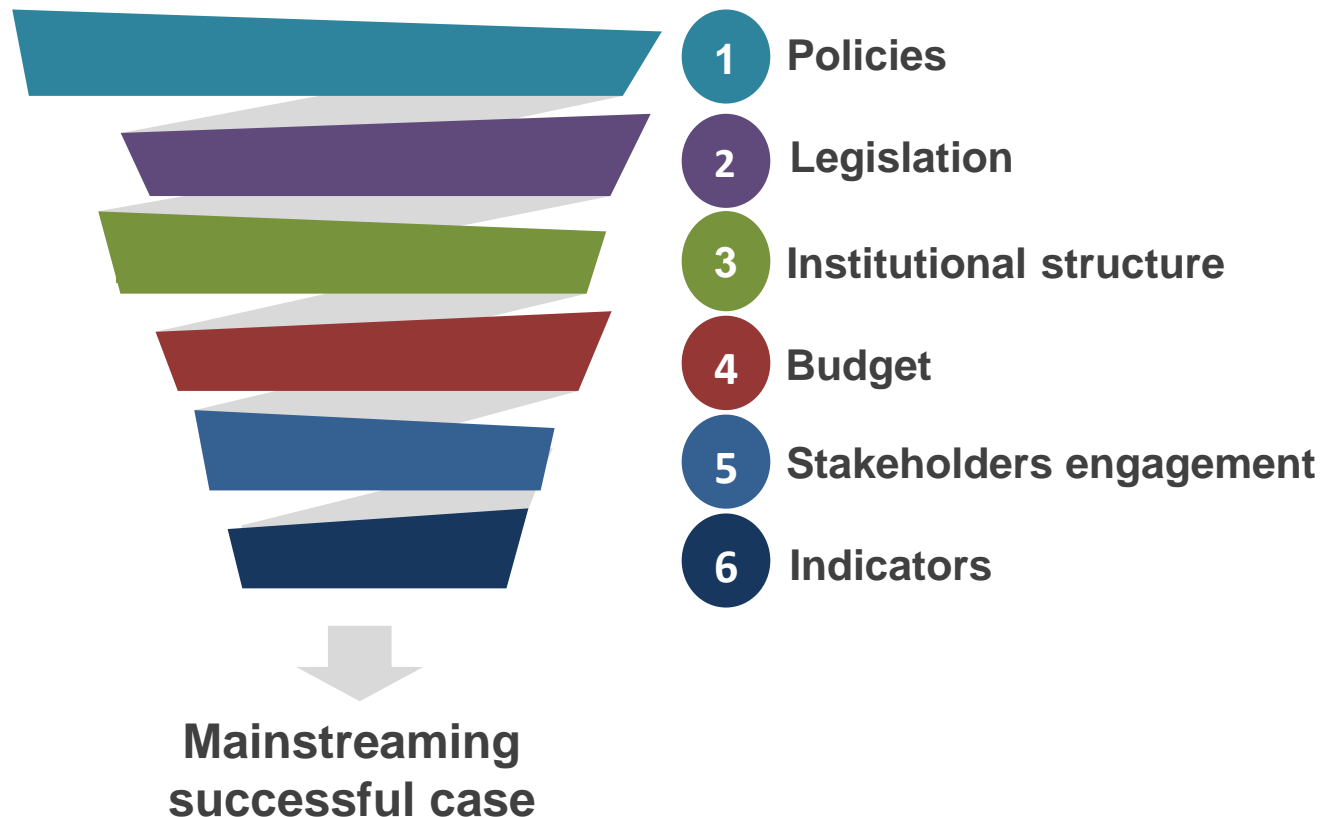 1 Policies
2 Legislation
3 Institutional structure
4 Budget
5 Stakeholders engagement
6 Indicators
Mainstreaming
successful case